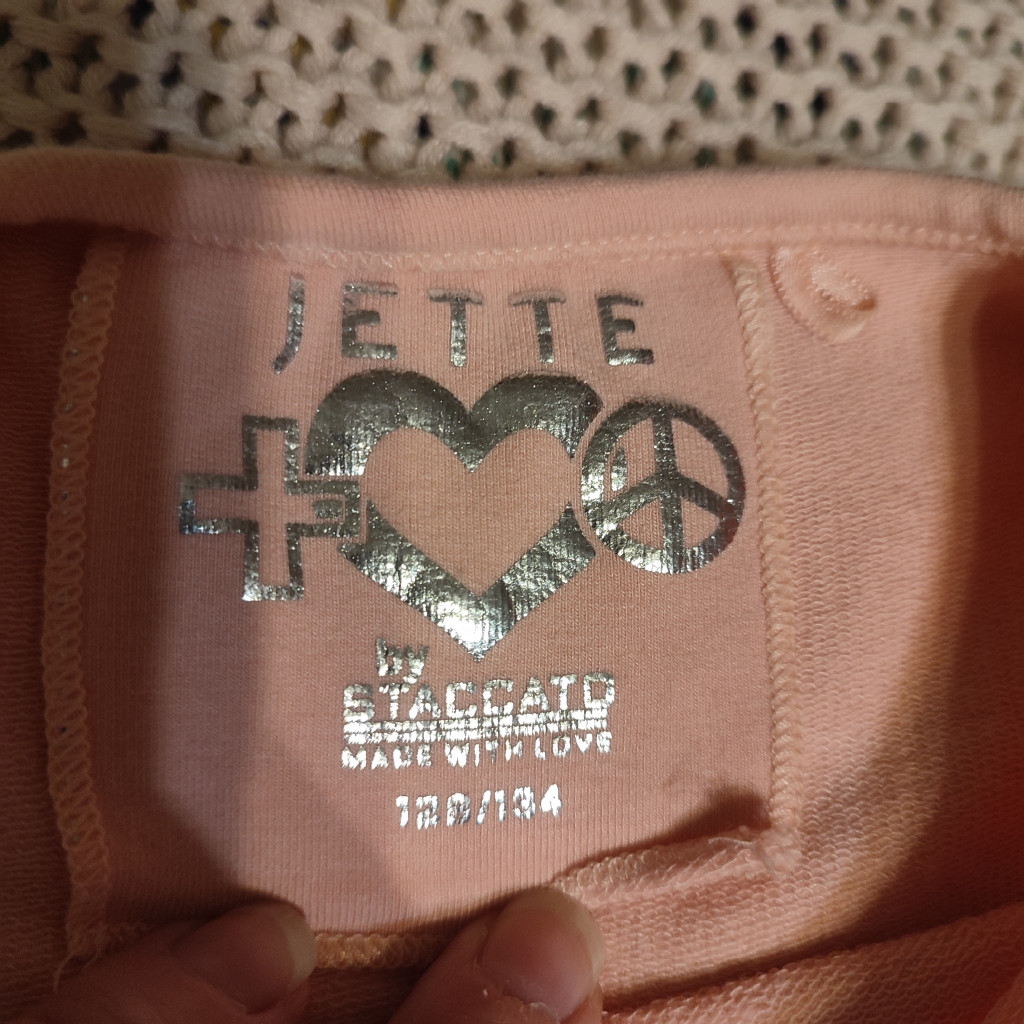 JETTE
by
STACCATO
MADE WITH LOVE
128/134